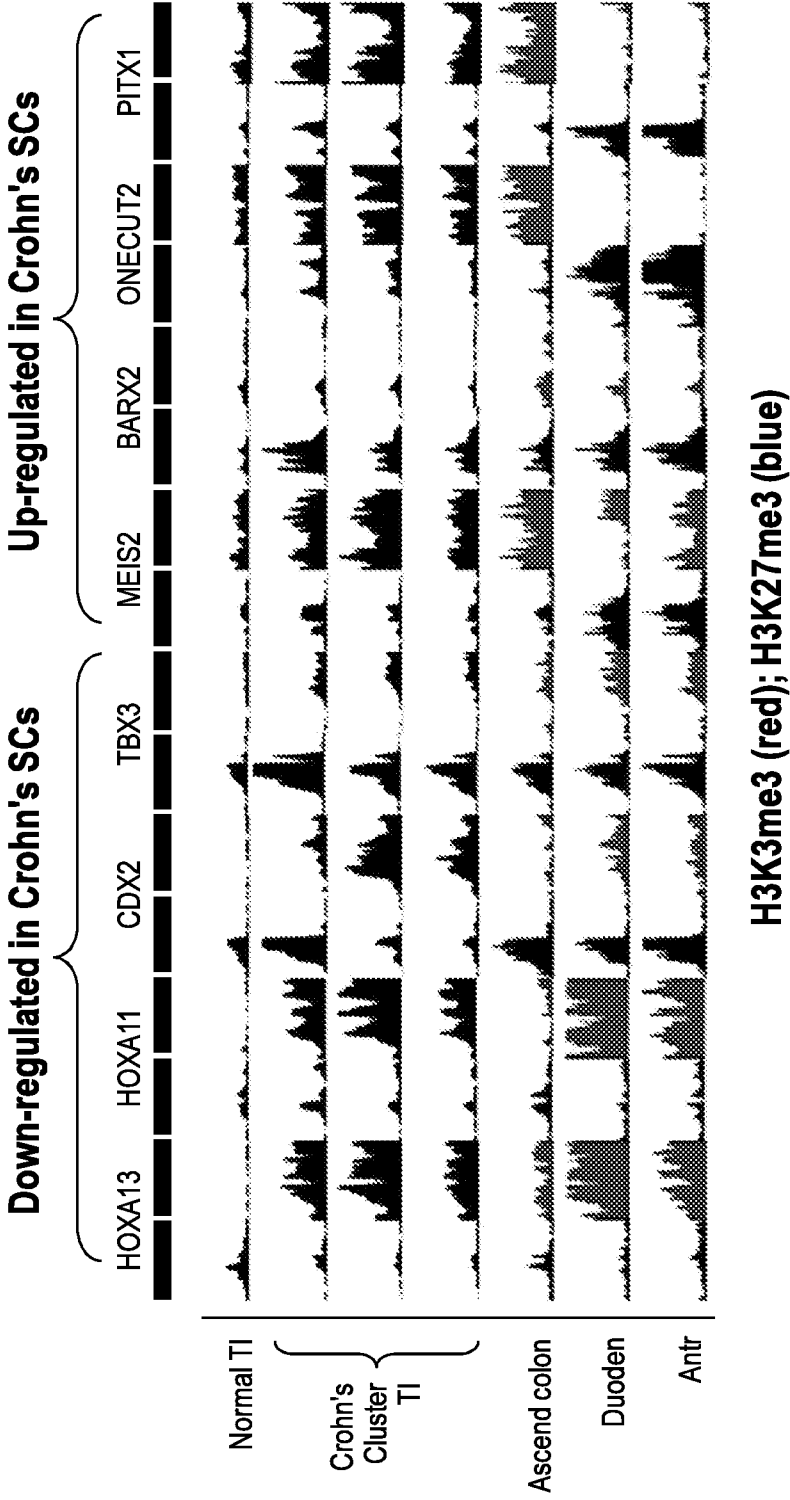 Down-regulated in Crohn's SCs
Up-regulated in Crohn's SCs
HOXA13
HOXA11
CDX2
TBX3
MEIS2
BARX2
ONECUT2
PITX1
Normal TI
Crohn's
Cluster
TI
Ascend colon
Duoden
Antr
H3K3me3 (red); H3K27me3 (blue)